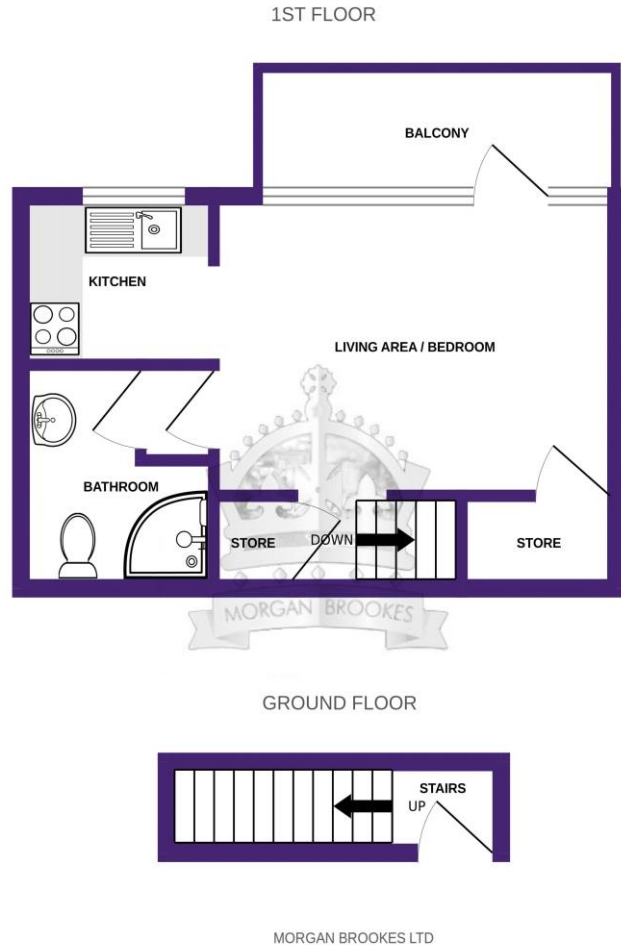 1ST FLOOR
BALCONY
KITCHEN
LIVING AREA / BEDROOM
BATHROOM
STORE
DOWN
STORE
MORGAN BROOKES
GROUND FLOOR
STAIRS
UP
MORGAN BROOKES LTD